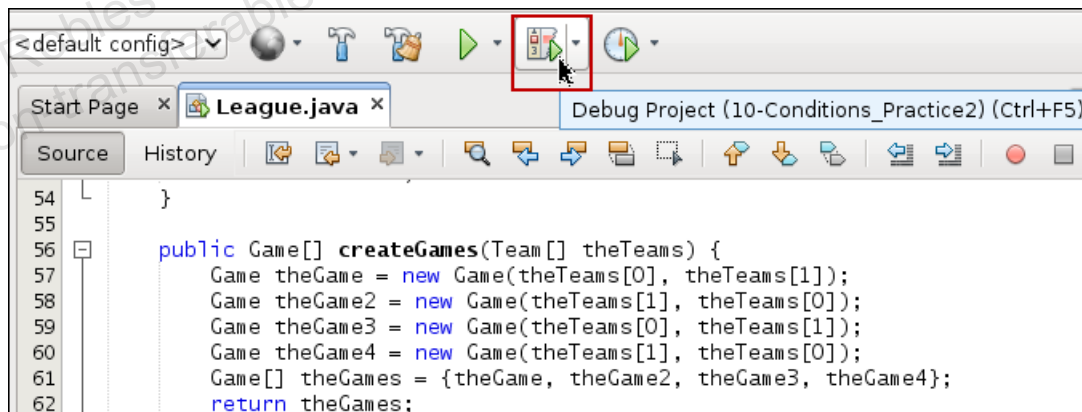 Robles
non-transferable
<default config>
Start Page × League.java ×
Debug Project (10-Conditions_Practice2) (Ctrl+F5)
Source History
54 }
55
56 public Game[] createGames(Team[] theTeams) {
57 Game theGame = new Game(theTeams[0], theTeams[1]);
58 Game theGame2 = new Game(theTeams[1], theTeams[0]);
59 Game theGame3 = new Game(theTeams[0], theTeams[1]);
60 Game theGame4 = new Game(theTeams[1], theTeams[0]);
61 Game[] theGames = {theGame, theGame2, theGame3, theGame4};
62 return theGames;